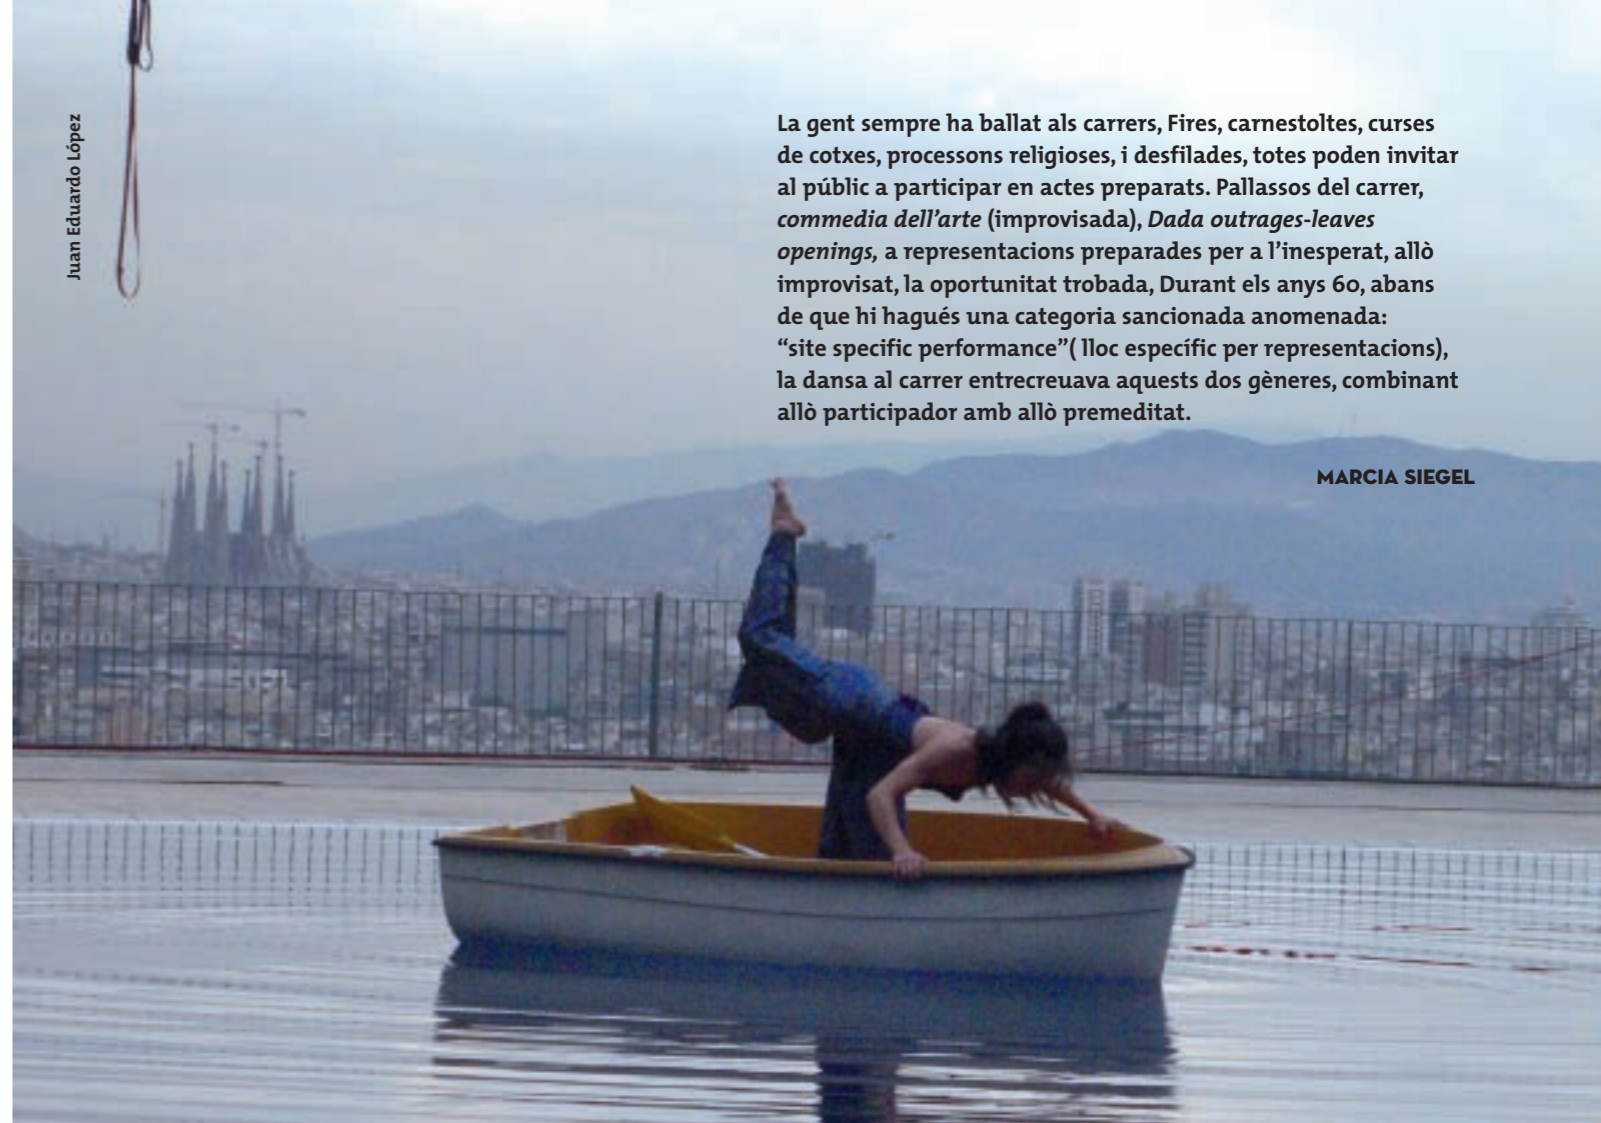 Juan Eduardo López
La gent sempre ha ballat als carrers, Fires, carnestoltes, curses
de cotxes, processons religioses, i desfilades, totes poden invitar
al públic a participar en actes preparats. Pallassos del carrer,
commedia dell’arte (improvisada), Dada outrages-leaves
openings, a representacions preparades per a l’inesperat, allò
improvisat, la oportunitat trobada, Durant els anys 60, abans
de que hi hagués una categoria sancionada anomenada:
“site specific performance”( lloc específic per representacions),
la dansa al carrer entrecreuava aquests dos gèneres, combinant
allò participador amb allò premeditat.
MARCIA SIEGEL